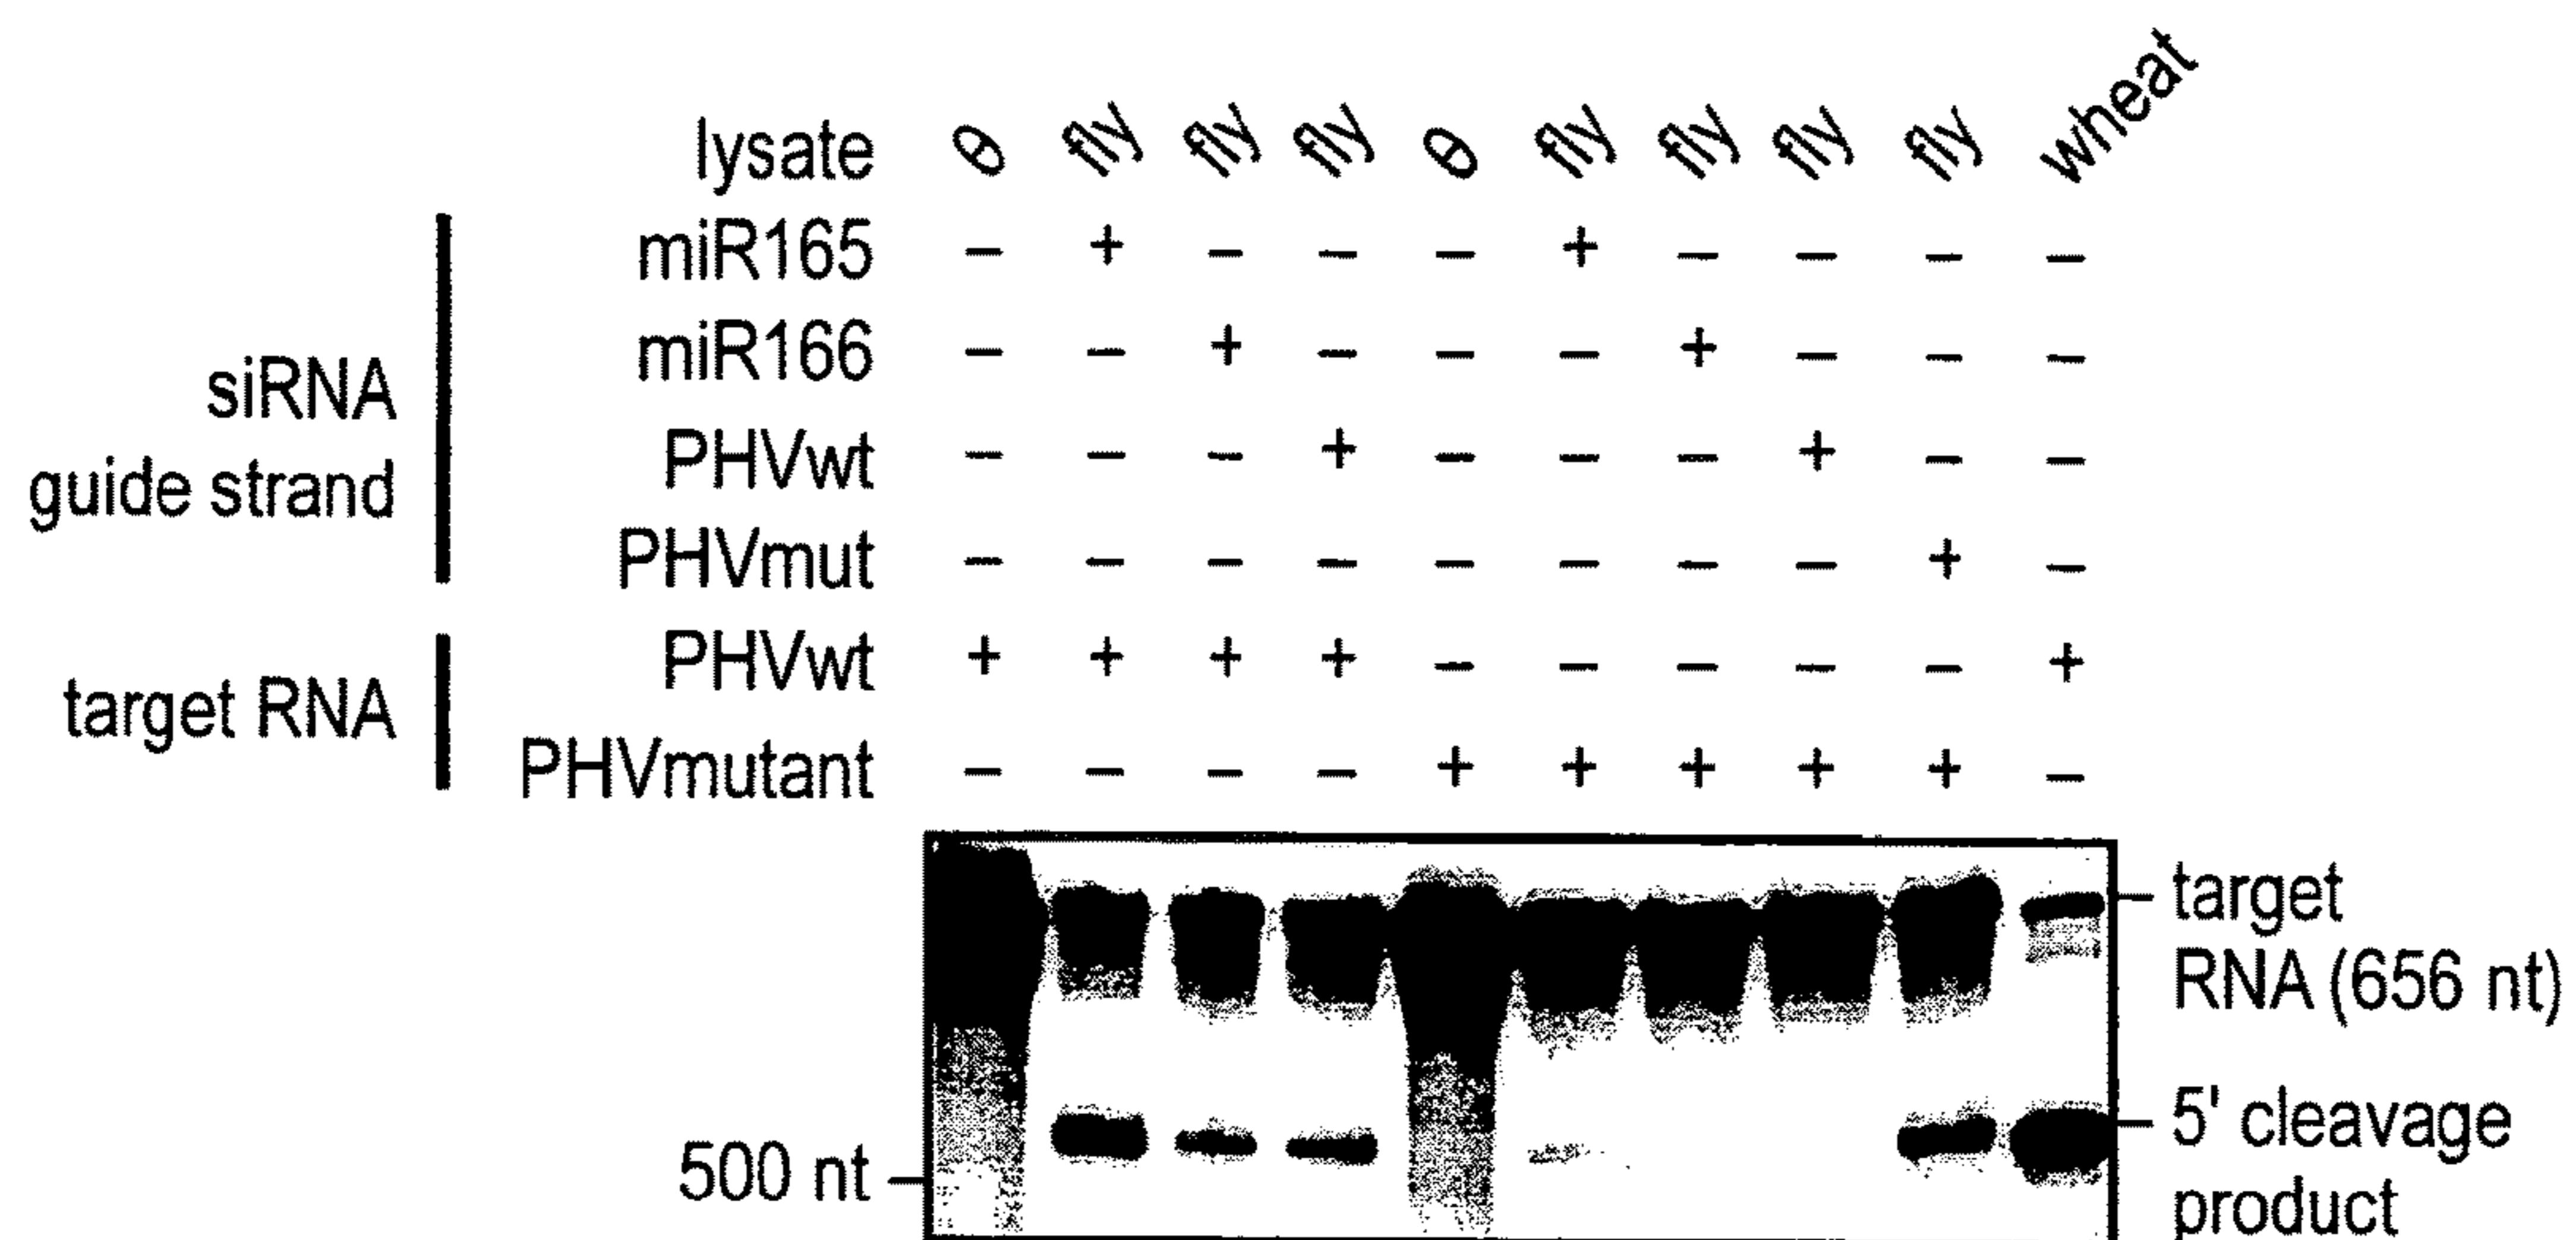 lysate θ fly fly fly θ fly fly fly fly wheat
miR165 – + – – – + – – – –
miR166 – – + – – – + – – –
siRNA
PHVwt – – – + – – – + – –
guide strand
PHVmut – – – – – – – – + –
PHVwt + + + + – – – – – +
target RNA
PHVmutant – – – – + + + + + –
target
RNA (656 nt)
5' cleavage
500 nt
product